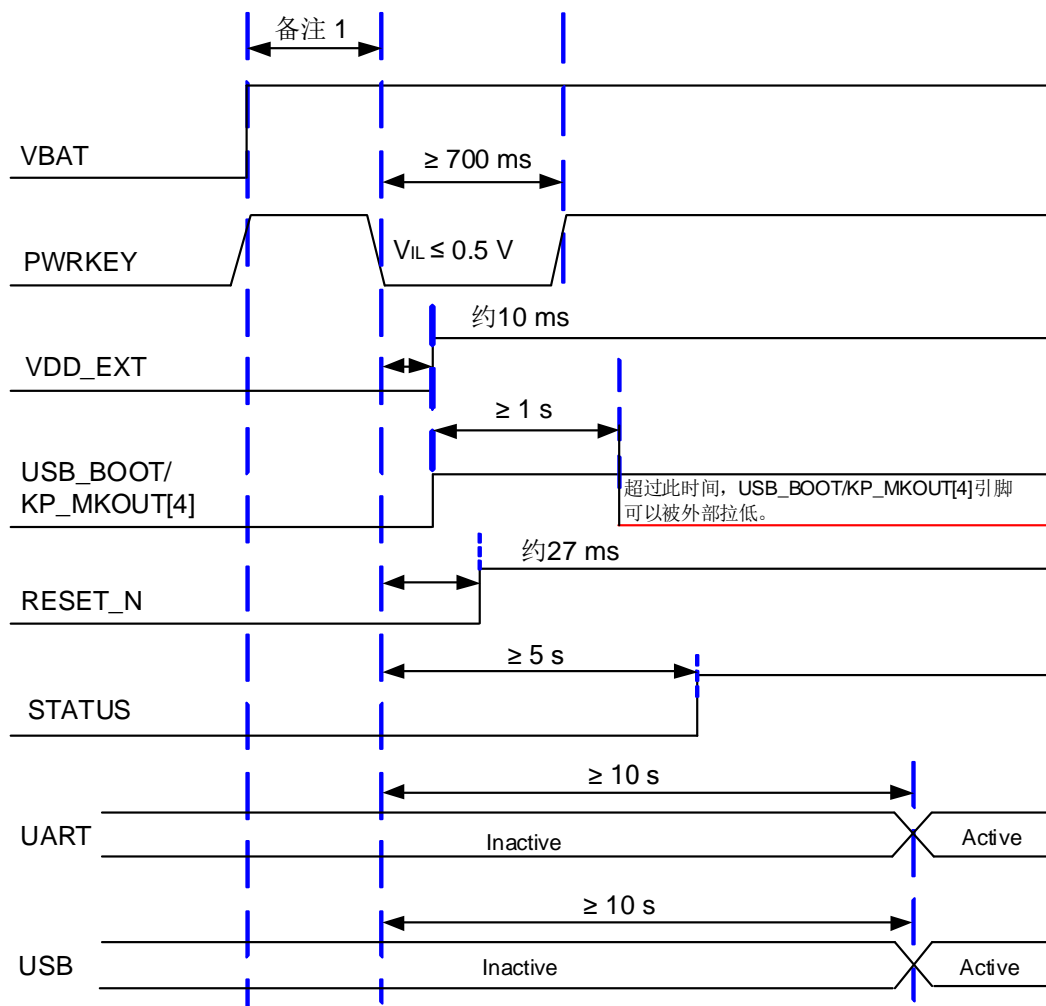 备注 1
VBAT
≥ 700 ms
PWRKEY
VIL ≤ 0.5 V
约10 ms
VDD_EXT
≥ 1 s
USB_BOOT/
KP_MKOUT[4]
超过此时间，USB_BOOT/KP_MKOUT[4]引脚
可以被外部拉低。
约27 ms
RESET_N
≥ 5 s
STATUS
≥ 10 s
UART
Inactive
Active
≥ 10 s
USB
Inactive
Active